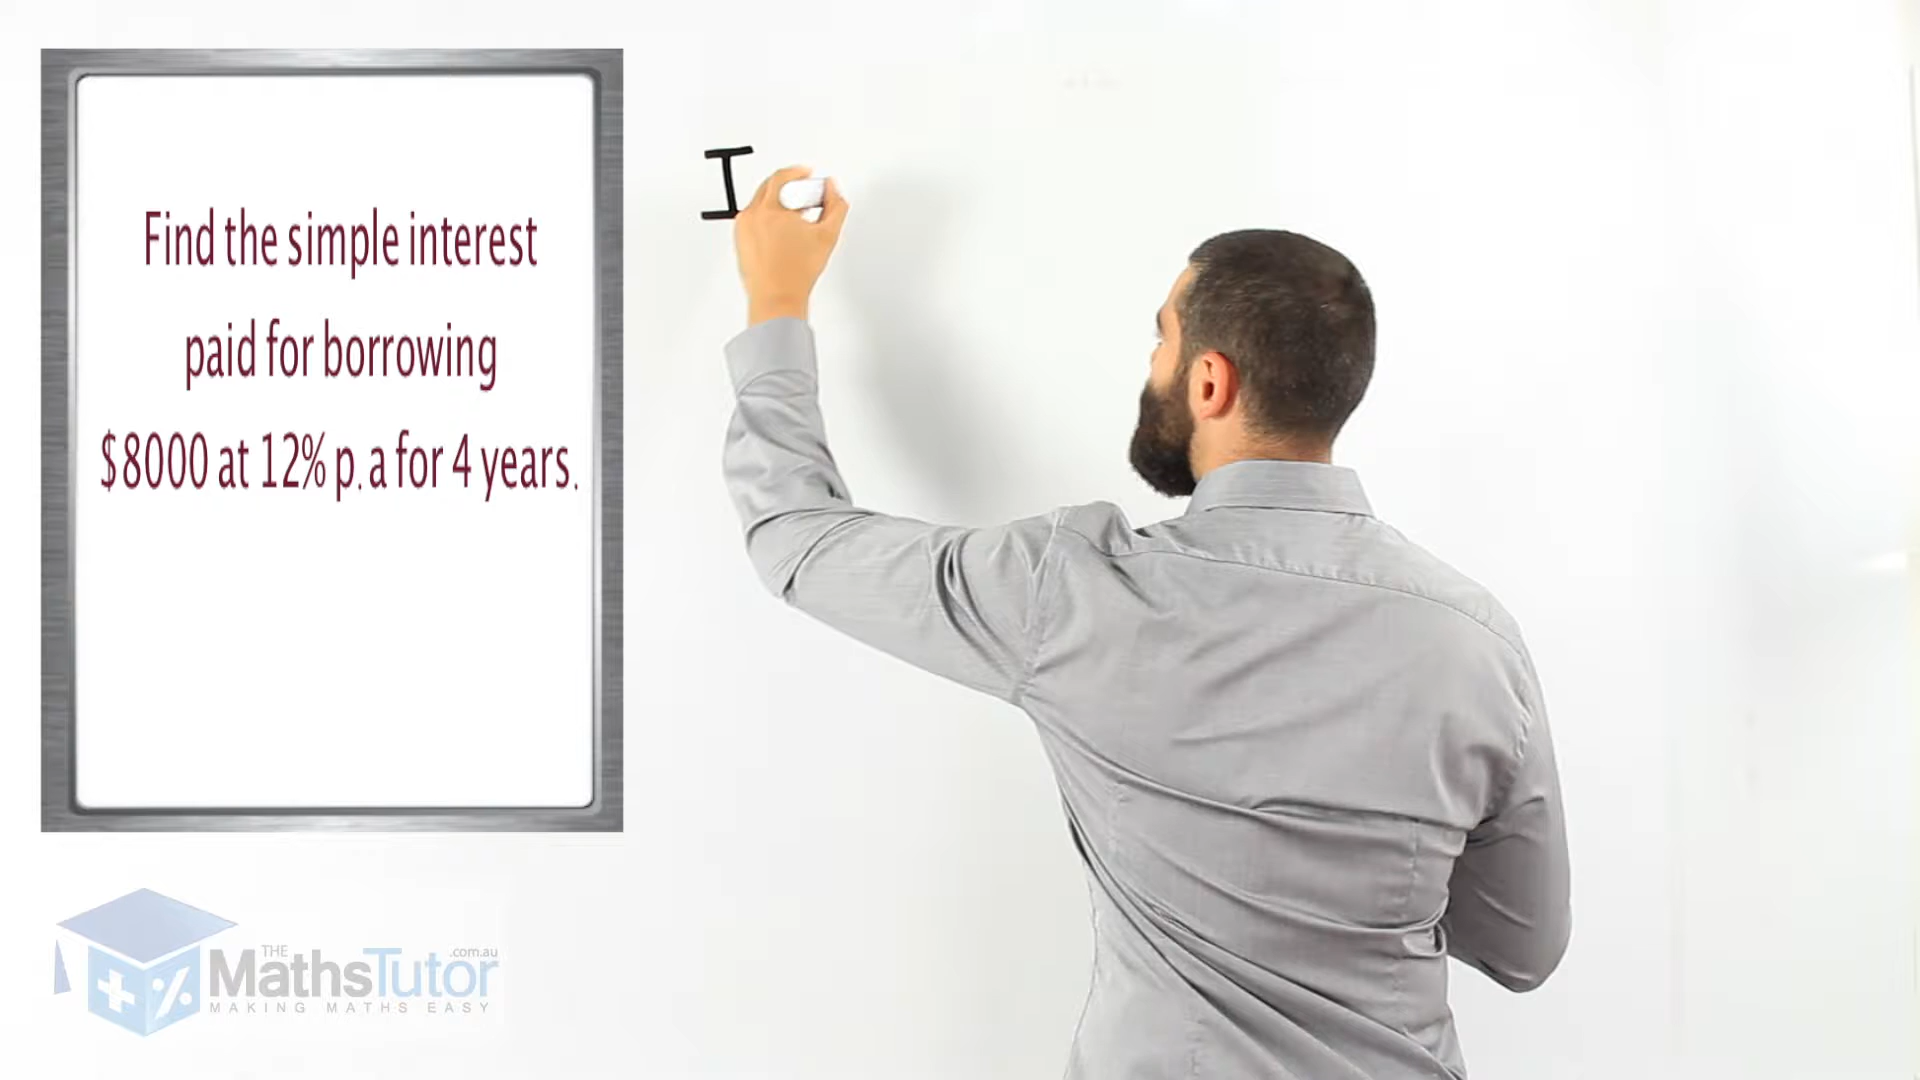 Find the simple interest
paid for borrowing
$8000 at 12% p. a for 4 years.
I
THE
MathsTutor
.com.au
MAKING MATHS EASY